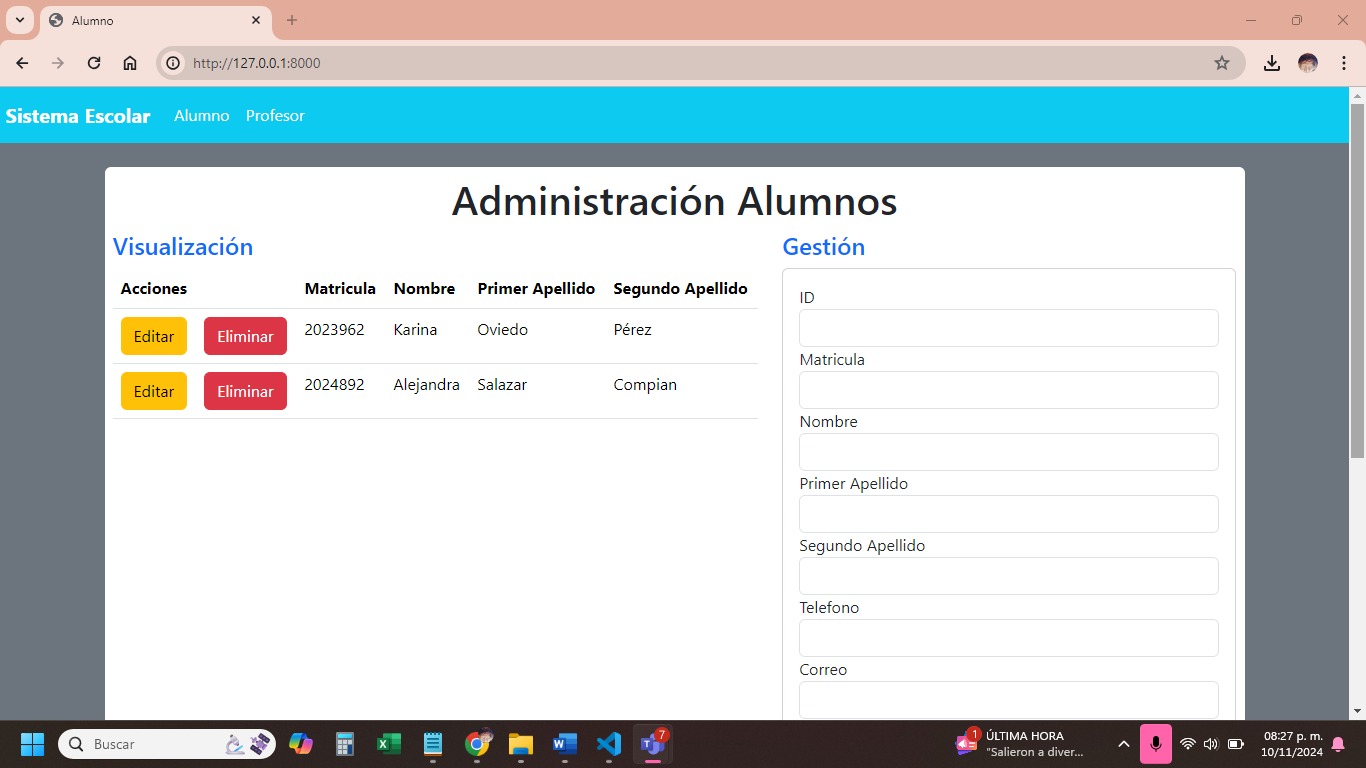 Alumno
http://127.0.0.1:8000
Sistema Escolar Alumno Profesor
Administración Alumnos
Visualización
Acciones Matricula Nombre Primer Apellido Segundo Apellido
Editar Eliminar 2023962 Karina Oviedo Pérez
Editar Eliminar 2024892 Alejandra Salazar Compian
Gestión
ID
Matricula
Nombre
Primer Apellido
Segundo Apellido
Telefono
Correo
Buscar
7
1
ÚLTIMA HORA
"Salieron a diver...
08:27 p. m.
10/11/2024